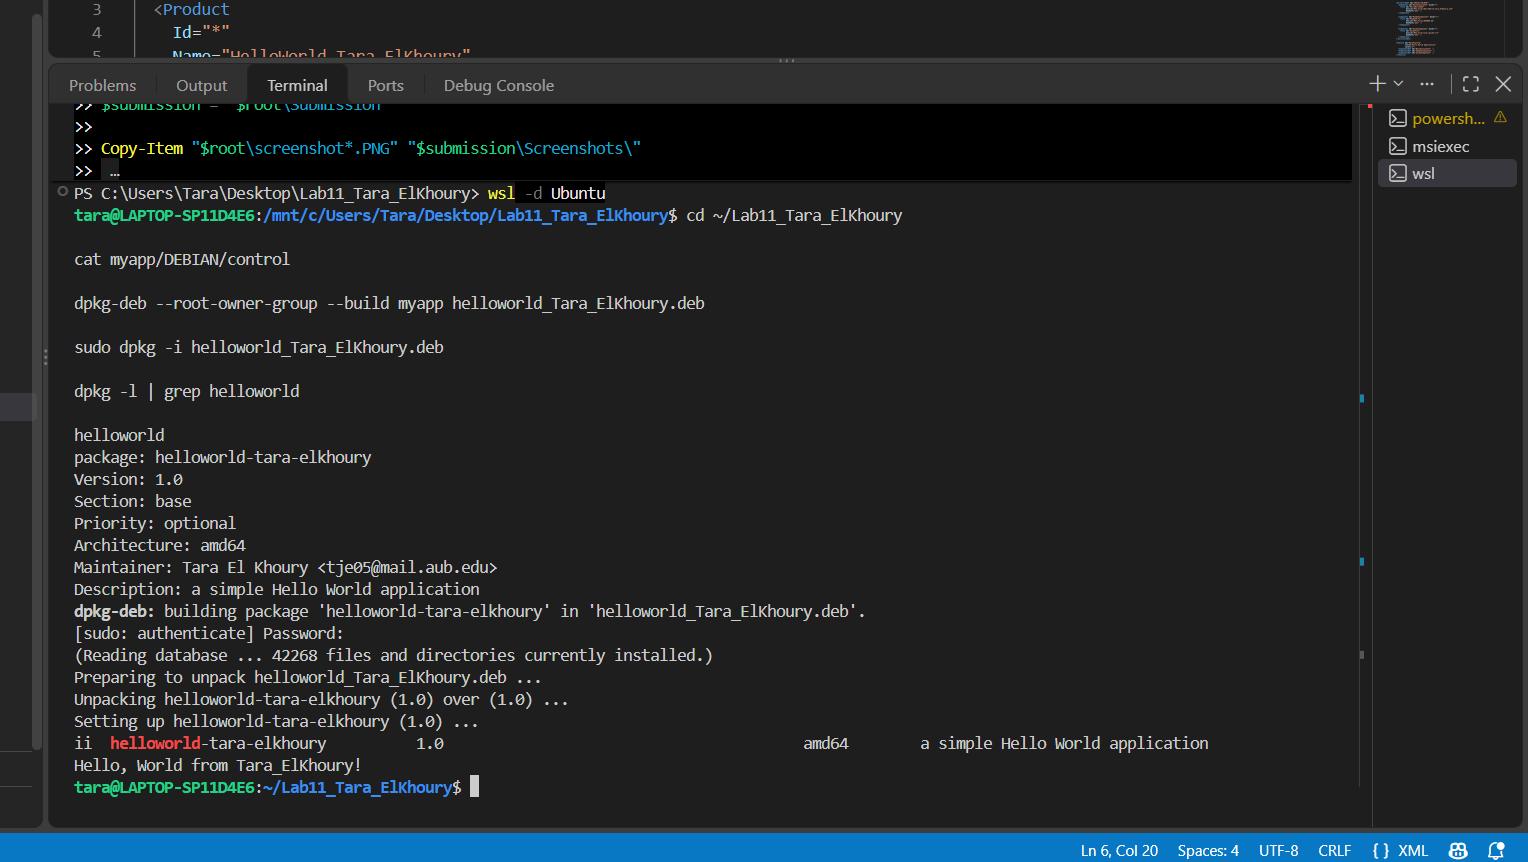 3 <Product
4 Id="*"
5 Name="HelloWorld Tara ElKhoury"
Problems Output Terminal Ports Debug Console
>> $submission = "$root\Submission"
>>
>> Copy-Item "$root\screenshot*.PNG" "$submission\Screenshots\"
>> …
PS C:\Users\Tara\Desktop\Lab11_Tara_ElKhoury> wsl -d Ubuntu
tara@LAPTOP-SP11D4E6:/mnt/c/Users/Tara/Desktop/Lab11_Tara_ElKhoury$ cd ~/Lab11_Tara_ElKhoury
cat myapp/DEBIAN/control
dpkg-deb --root-owner-group --build myapp helloworld_Tara_ElKhoury.deb
sudo dpkg -i helloworld_Tara_ElKhoury.deb
dpkg -l | grep helloworld
helloworld
package: helloworld-tara-elkhoury
Version: 1.0
Section: base
Priority: optional
Architecture: amd64
Maintainer: Tara El Khoury <tje05@mail.aub.edu>
Description: a simple Hello World application
dpkg-deb: building package 'helloworld-tara-elkhoury' in 'helloworld_Tara_ElKhoury.deb'.
[sudo: authenticate] Password:
(Reading database ... 42268 files and directories currently installed.)
Preparing to unpack helloworld_Tara_ElKhoury.deb ...
Unpacking helloworld-tara-elkhoury (1.0) over (1.0) ...
Setting up helloworld-tara-elkhoury (1.0) ...
ii helloworld-tara-elkhoury 1.0 amd64 a simple Hello World application
Hello, World from Tara_ElKhoury!
tara@LAPTOP-SP11D4E6:~/Lab11_Tara_ElKhoury$
powersh...
msiexec
wsl
Ln 6, Col 20 Spaces: 4 UTF-8 CRLF {} XML